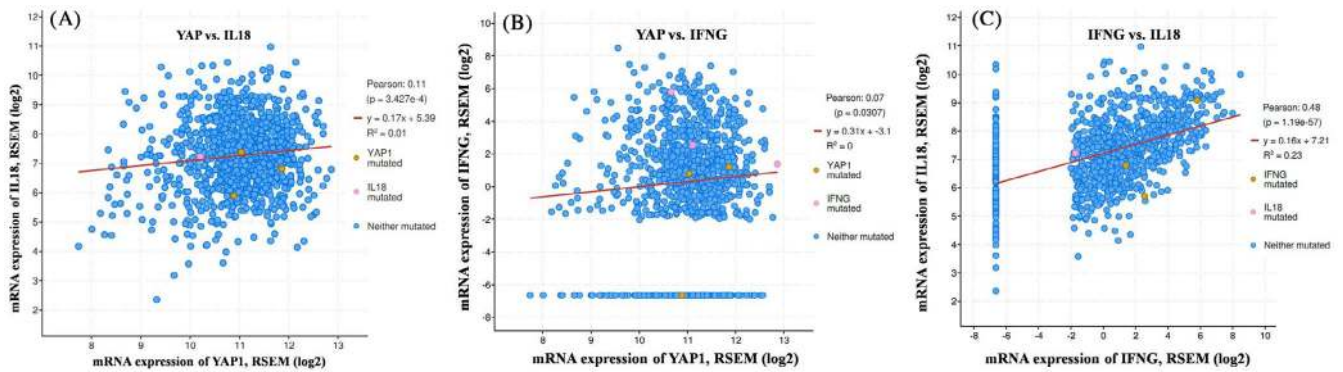 (A)
YAP vs. IL18
mRNA expression of IL18, RSEM (log2)
12
11
10
9
8
7
6
5
4
3
2
8
9
10
11
12
13
mRNA expression of YAP1, RSEM (log2)
Pearson: 0.11
(p = 3.427e-4)
y = 0.17x + 5.39
R² = 0.01
YAP1
mutated
IL18
mutated
Neither mutated
(B)
YAP vs. IFNG
mRNA expression of IFNG, RSEM (log2)
10
8
6
4
2
0
-2
-4
-6
-8
8
9
10
11
12
13
mRNA expression of YAP1, RSEM (log2)
Pearson: 0.07
(p = 0.0307)
y = 0.31x + -3.1
R² = 0
YAP1
mutated
IFNG
mutated
Neither mutated
(C)
IFNG vs. IL18
mRNA expression of IL18, RSEM (log2)
12
11
10
9
8
7
6
5
4
3
2
-8
-6
-4
-2
0
2
4
6
8
10
mRNA expression of IFNG, RSEM (log2)
Pearson: 0.48
(p = 1.19e-57)
y = 0.16x + 7.21
R² = 0.23
IFNG
mutated
IL18
mutated
Neither mutated